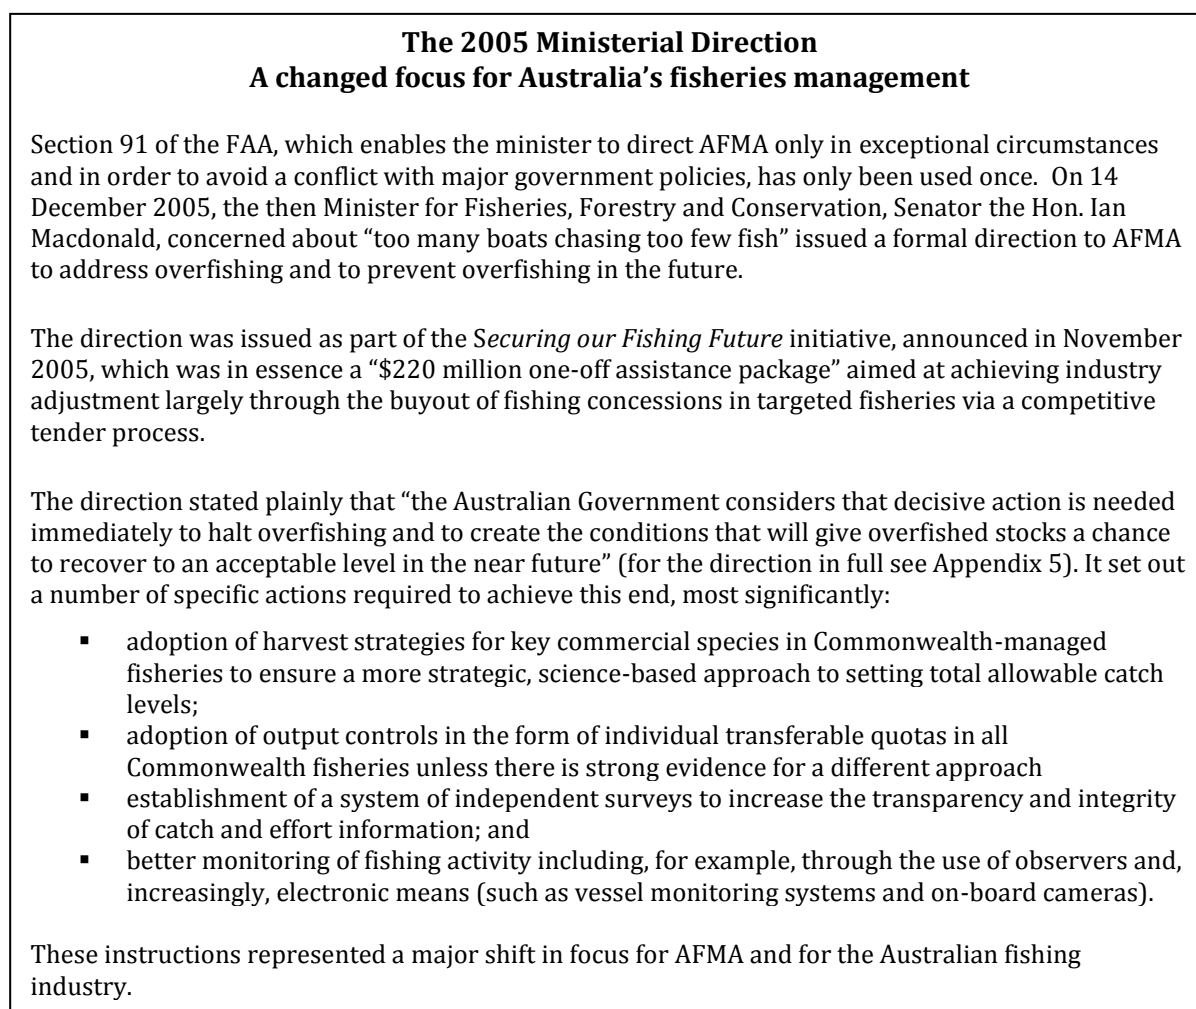 The 2005 Ministerial Direction
A changed focus for Australia’s fisheries management
Section 91 of the FAA, which enables the minister to direct AFMA only in exceptional circumstances
and in order to avoid a conflict with major government policies, has only been used once.  On 14
December 2005, the then Minister for Fisheries, Forestry and Conservation, Senator the Hon. Ian
Macdonald, concerned about “too many boats chasing too few fish” issued a formal direction to AFMA
to address overfishing and to prevent overfishing in the future.
The direction was issued as part of the Securing our Fishing Future initiative, announced in November
2005, which was in essence a “$220 million one-off assistance package” aimed at achieving industry
adjustment largely through the buyout of fishing concessions in targeted fisheries via a competitive
tender process.
The direction stated plainly that “the Australian Government considers that decisive action is needed
immediately to halt overfishing and to create the conditions that will give overfished stocks a chance
to recover to an acceptable level in the near future” (for the direction in full see Appendix 5). It set out
a number of specific actions required to achieve this end, most significantly:
▪ adoption of harvest strategies for key commercial species in Commonwealth-managed
fisheries to ensure a more strategic, science-based approach to setting total allowable catch
levels;
▪ adoption of output controls in the form of individual transferable quotas in all
Commonwealth fisheries unless there is strong evidence for a different approach
▪ establishment of a system of independent surveys to increase the transparency and integrity
of catch and effort information; and
▪ better monitoring of fishing activity including, for example, through the use of observers and,
increasingly, electronic means (such as vessel monitoring systems and on-board cameras).
These instructions represented a major shift in focus for AFMA and for the Australian fishing
industry.